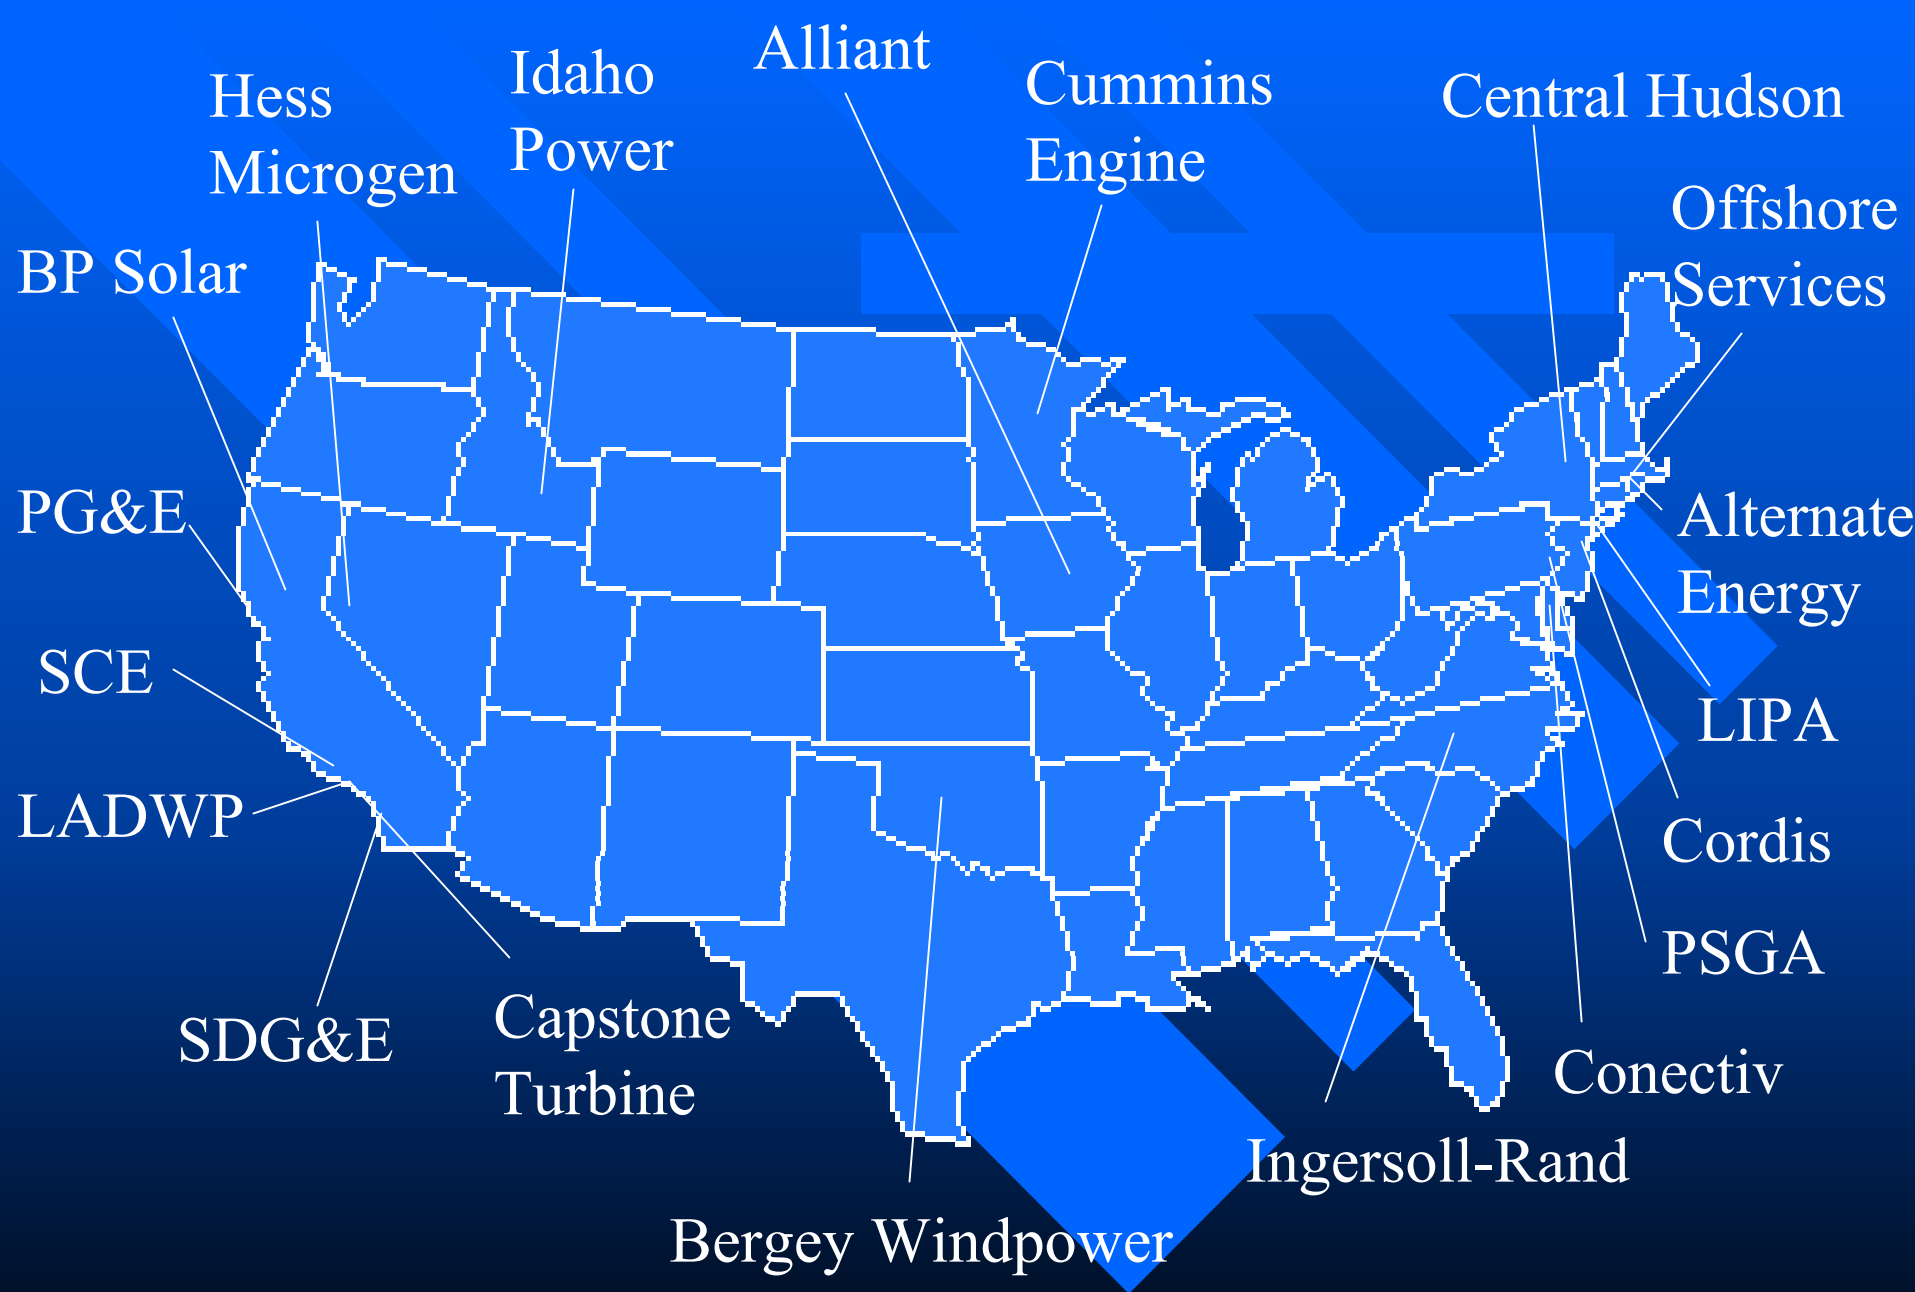 Alliant
Idaho
Power
Hess
Microgen
Cummins
Engine
Central Hudson
Offshore
Services
BP Solar
PG&E
Alternate
Energy
SCE
LIPA
LADWP
Cordis
PSGA
SDG&E
Capstone
Turbine
Conectiv
Ingersoll-Rand
Bergey Windpower